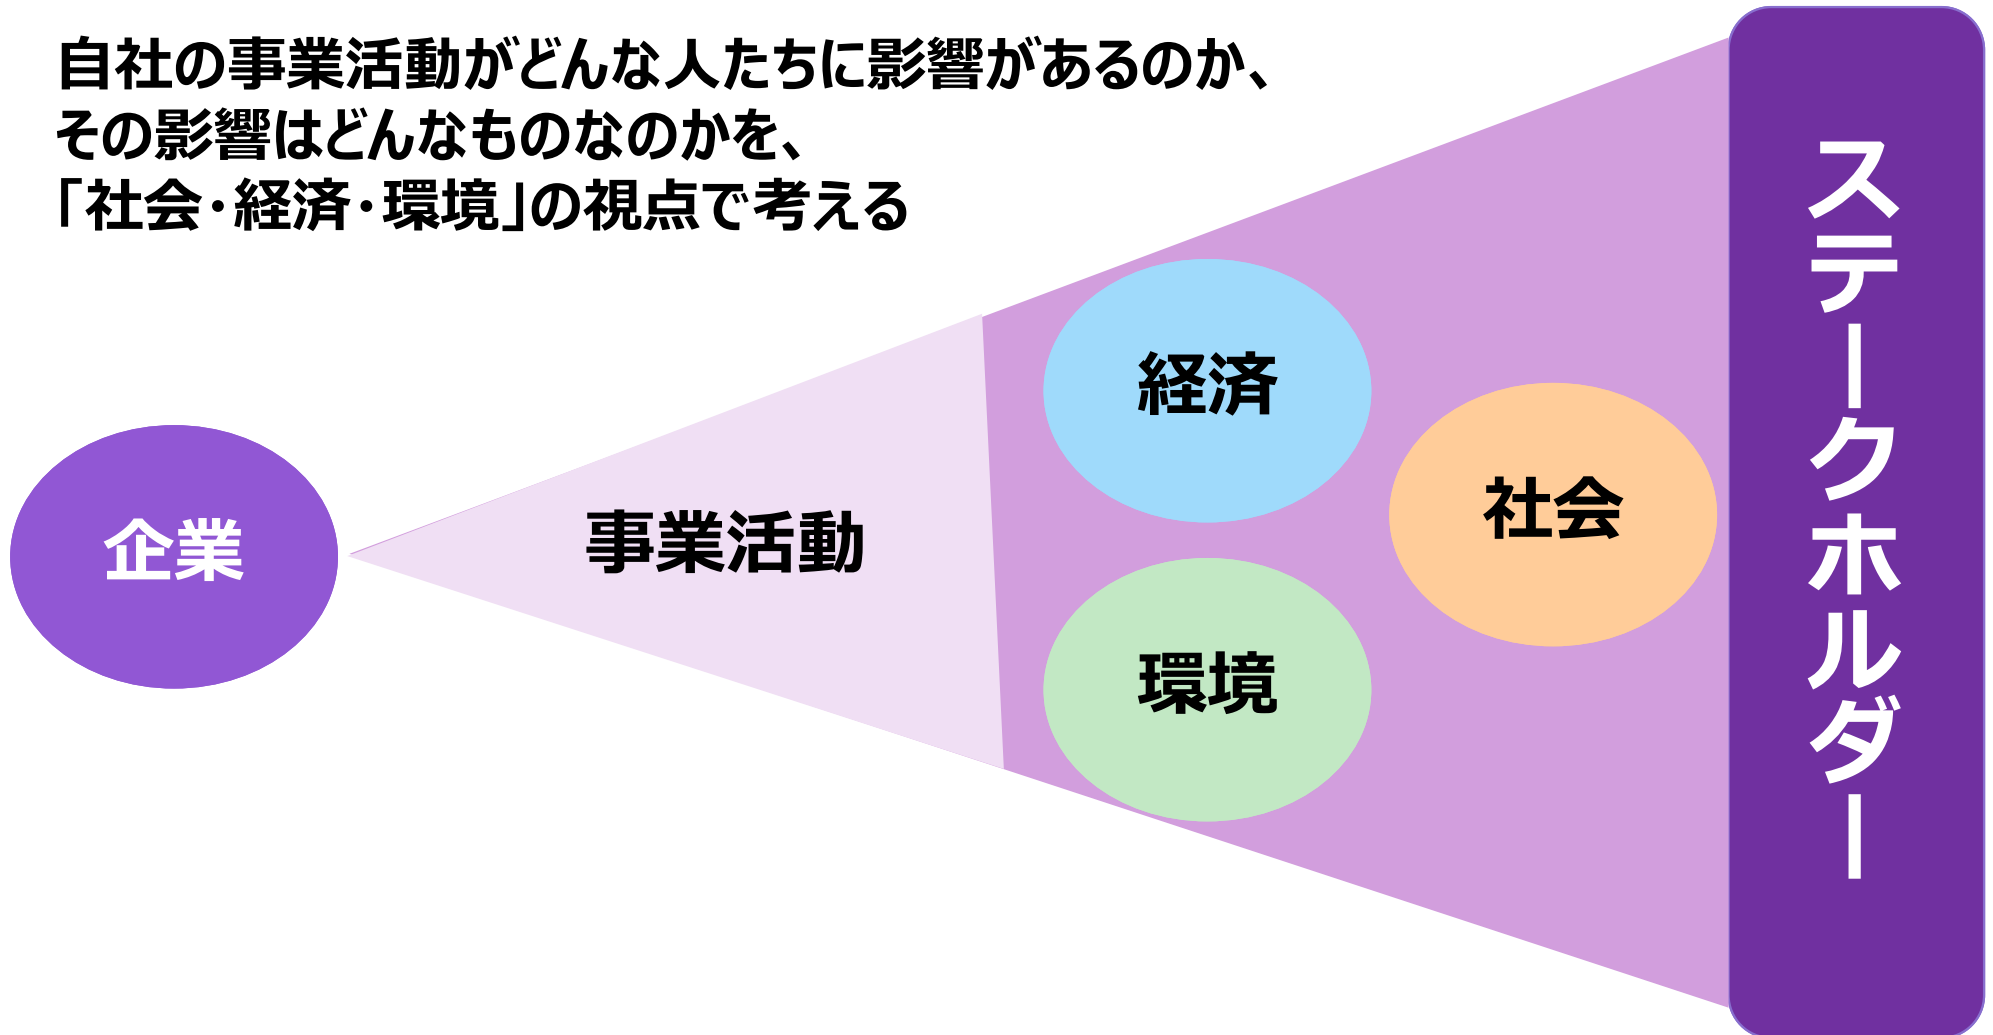 自社の事業活動がどんな人たちに影響があるのか、
その影響はどんなものなのかを、
「社会・経済・環境」の視点で考える
企業
事業活動
経済
環境
社会
ステークホルダー